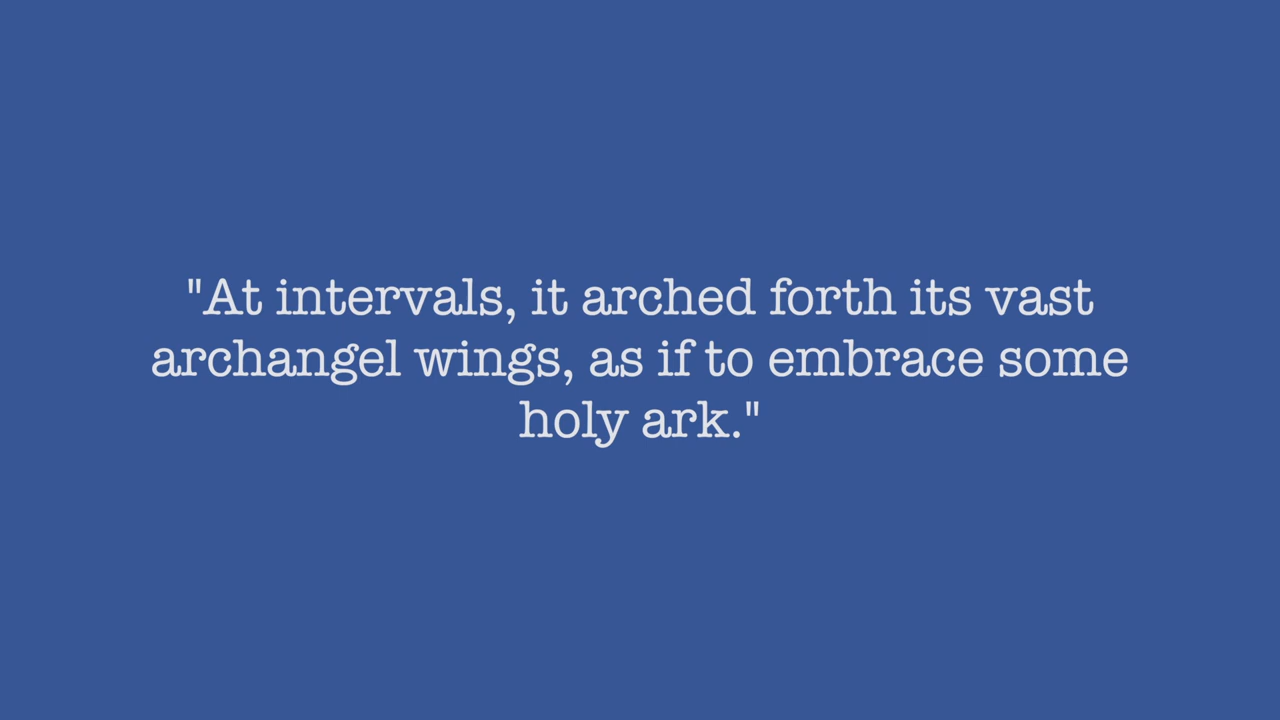 "At intervals, it arched forth its vast
archangel wings, as if to embrace some
holy ark."